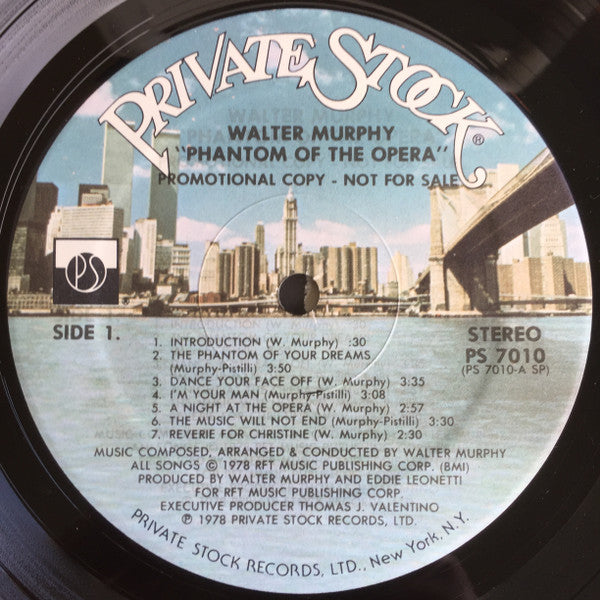 PRIVATE STOCK®
WALTER MURPHY
"PHANTOM OF THE OPERA"
PROMOTIONAL COPY - NOT FOR SALE
PS
SIDE 1.
STEREO
PS 7010
(PS 7010-A SP)
1. INTRODUCTION (W. Murphy) :30
2. THE PHANTOM OF YOUR DREAMS
(Murphy-Pistilli) 3:50
3. DANCE YOUR FACE OFF (W. Murphy) 3:35
4. I'M YOUR MAN (Murphy-Pistilli) 3:08
5. A NIGHT AT THE OPERA (W. Murphy) 2:57
6. THE MUSIC WILL NOT END (Murphy-Pistilli) 3:30
7. REVERIE FOR CHRISTINE (W. Murphy) 2:30
MUSIC COMPOSED, ARRANGED & CONDUCTED BY WALTER MURPHY
ALL SONGS © 1978 RFT MUSIC PUBLISHING CORP. (BMI)
PRODUCED BY WALTER MURPHY AND EDDIE LEONETTI
FOR RFT MUSIC PUBLISHING CORP.
EXECUTIVE PRODUCER THOMAS J. VALENTINO
℗ 1978 PRIVATE STOCK RECORDS, LTD.
PRIVATE STOCK RECORDS, LTD., New York, N.Y.